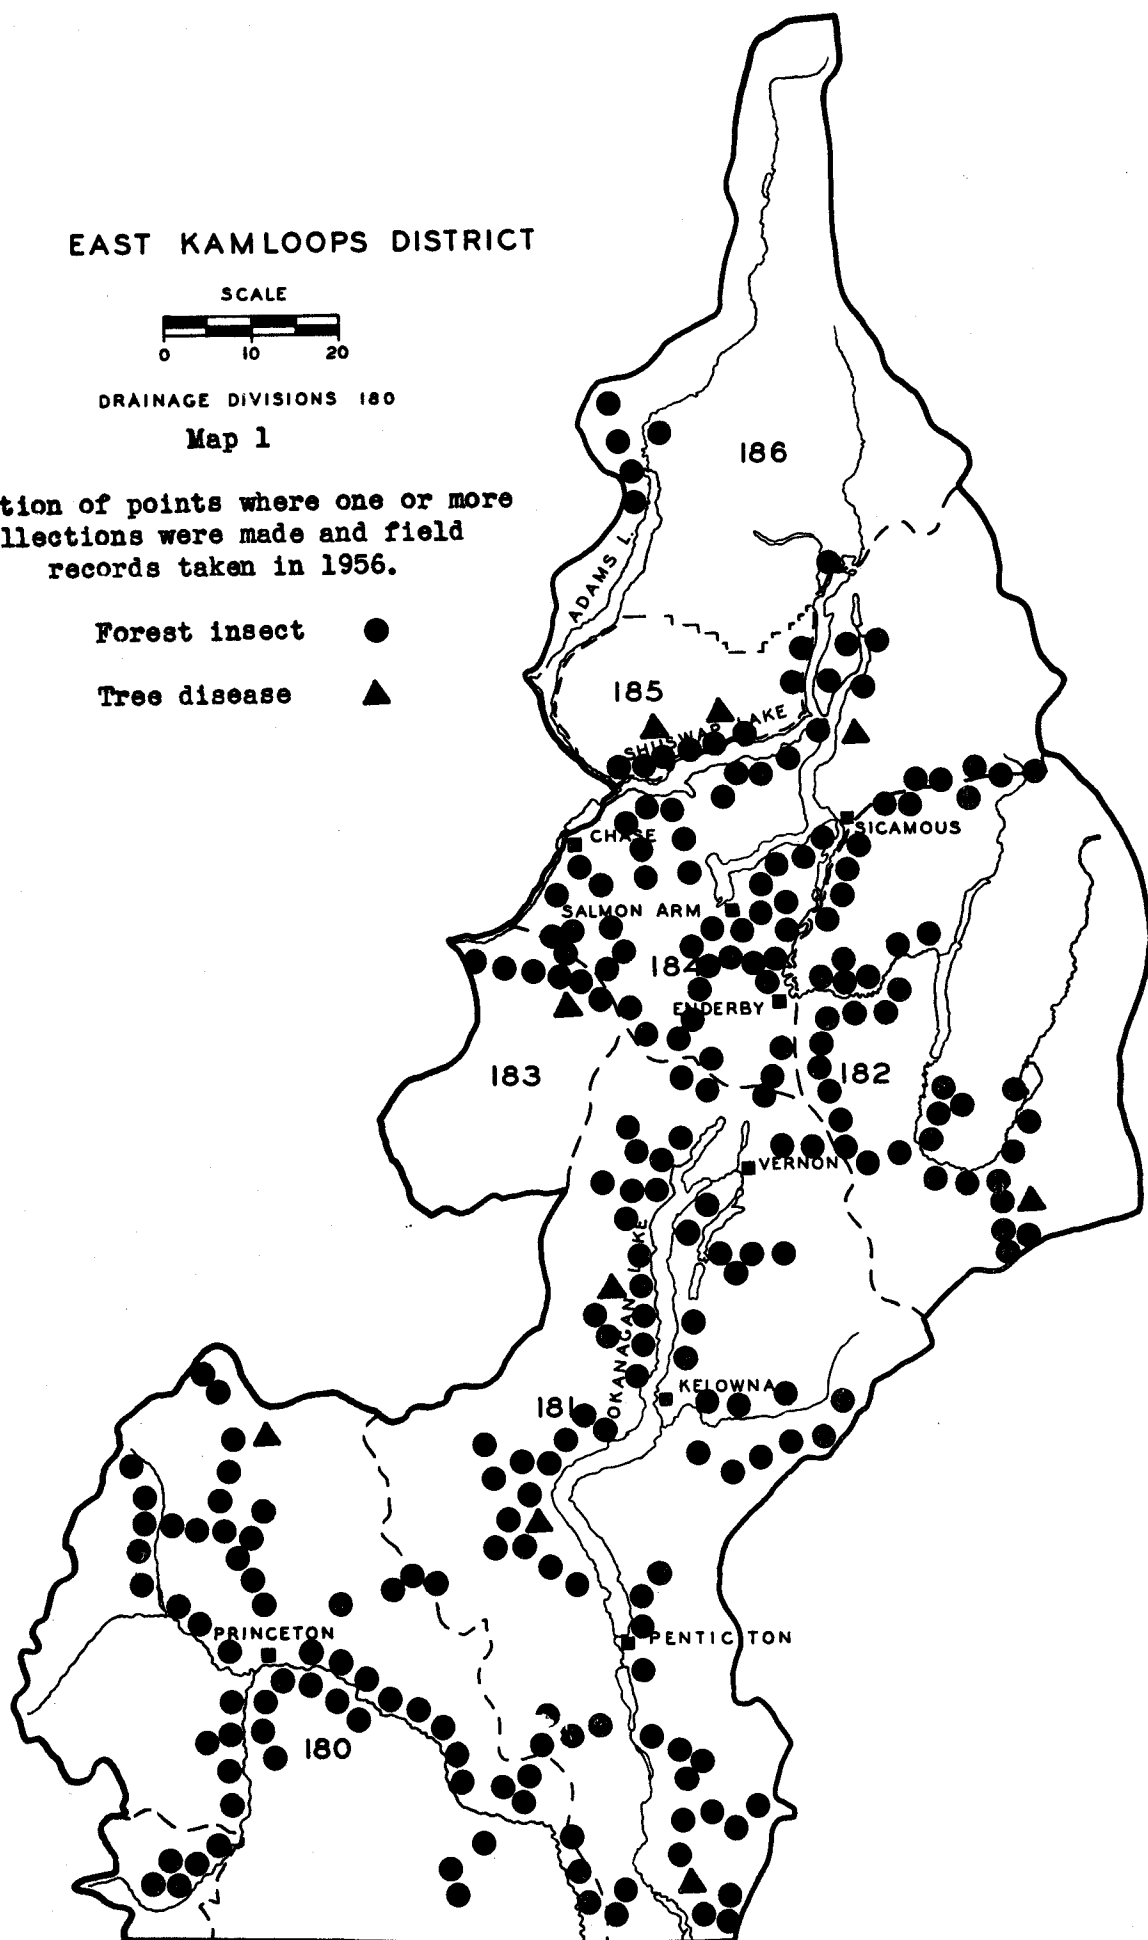 EAST KAMLOOPS DISTRICT
SCALE
0 10 20
DRAINAGE DIVISIONS 180
Map 1
tion of points where one or more
llections were made and field
records taken in 1956.
Forest insect
Tree disease
186
ADAMS L.
185
SHUSWAP LAKE
SICAMOUS
CHASE
SALMON ARM
184
ENDERBY
183
182
VERNON
OKANAGAN LAKE
KELOWNA
181
PRINCETON
PENTICTON
180